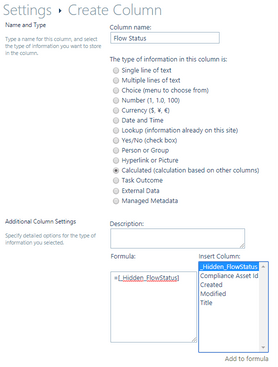 Settings › Create Column
Name and Type
Type a name for this column, and select
the type of information you want to store
in the column.
Column name:
Flow Status
The type of information in this column is:
Single line of text
Multiple lines of text
Choice (menu to choose from)
Number (1, 1.0, 100)
Currency ($, ¥, €)
Date and Time
Lookup (information already on this site)
Yes/No (check box)
Person or Group
Hyperlink or Picture
Calculated (calculation based on other columns)
Task Outcome
External Data
Managed Metadata
Additional Column Settings
Specify detailed options for the type of
information you selected.
Description:
Formula:
=[_Hidden_FlowStatus]
Insert Column:
_Hidden_FlowStatus
Compliance Asset Id
Created
Modified
Title
Add to formula